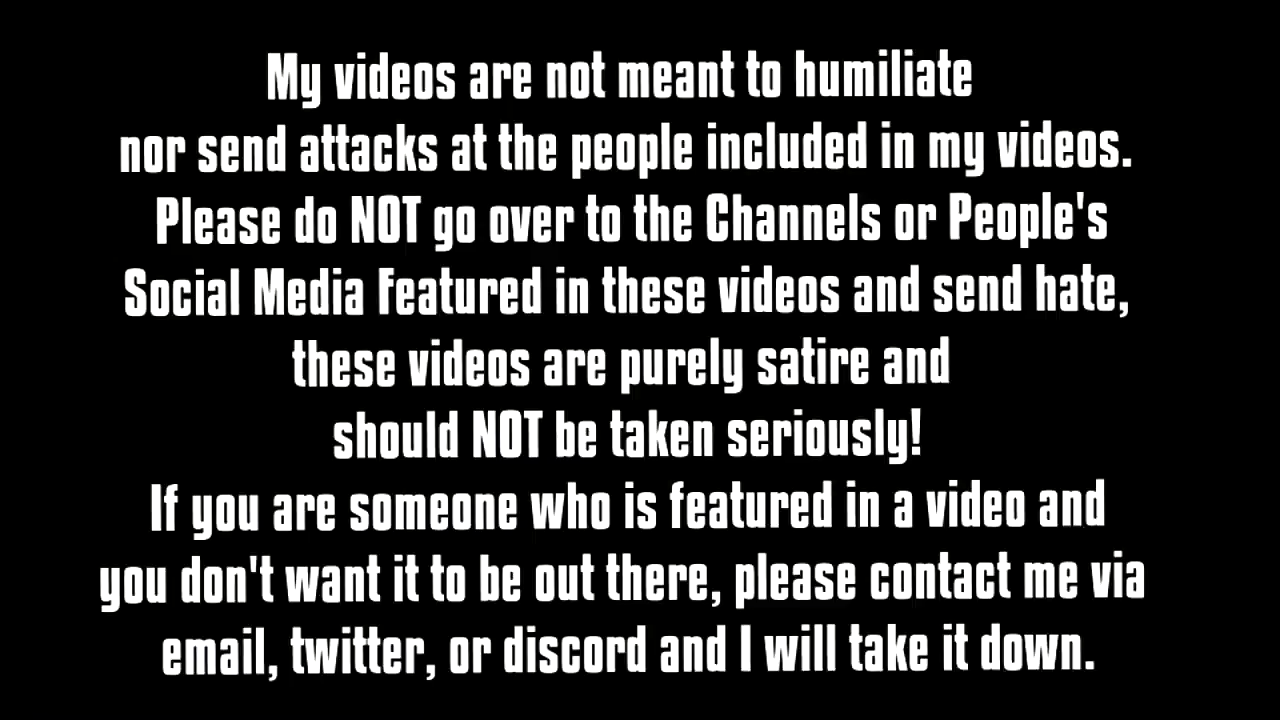 My videos are not meant to humiliate
nor send attacks at the people included in my videos.
Please do NOT go over to the Channels or People's
Social Media Featured in these videos and send hate,
these videos are purely satire and
should NOT be taken seriously!
If you are someone who is featured in a video and
you don't want it to be out there, please contact me via
email, twitter, or discord and I will take it down.